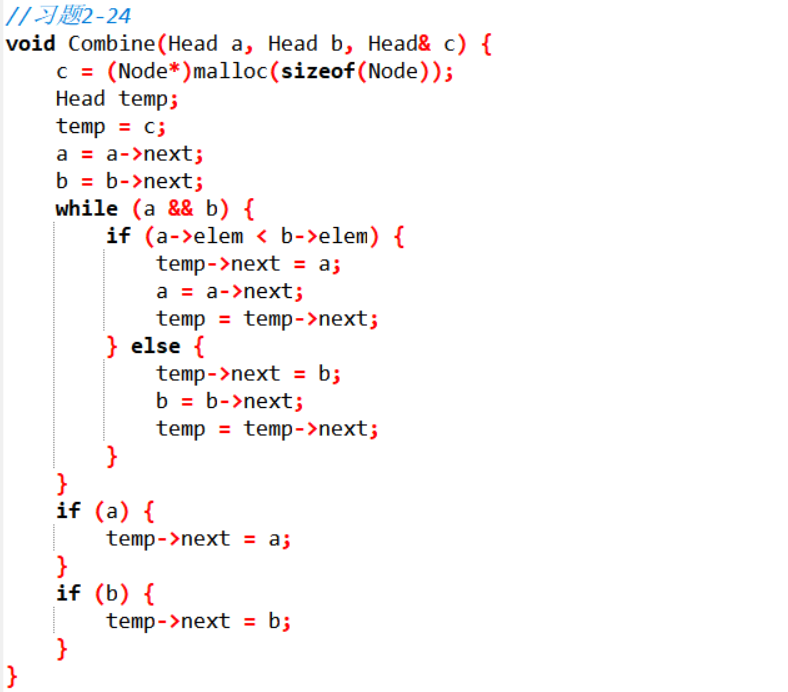 //习题2-24
void Combine(Head a, Head b, Head& c) {
    c = (Node*)malloc(sizeof(Node));
    Head temp;
    temp = c;
    a = a->next;
    b = b->next;
    while (a && b) {
        if (a->elem < b->elem) {
            temp->next = a;
            a = a->next;
            temp = temp->next;
        } else {
            temp->next = b;
            b = b->next;
            temp = temp->next;
        }
    }
    if (a) {
        temp->next = a;
    }
    if (b) {
        temp->next = b;
    }
}